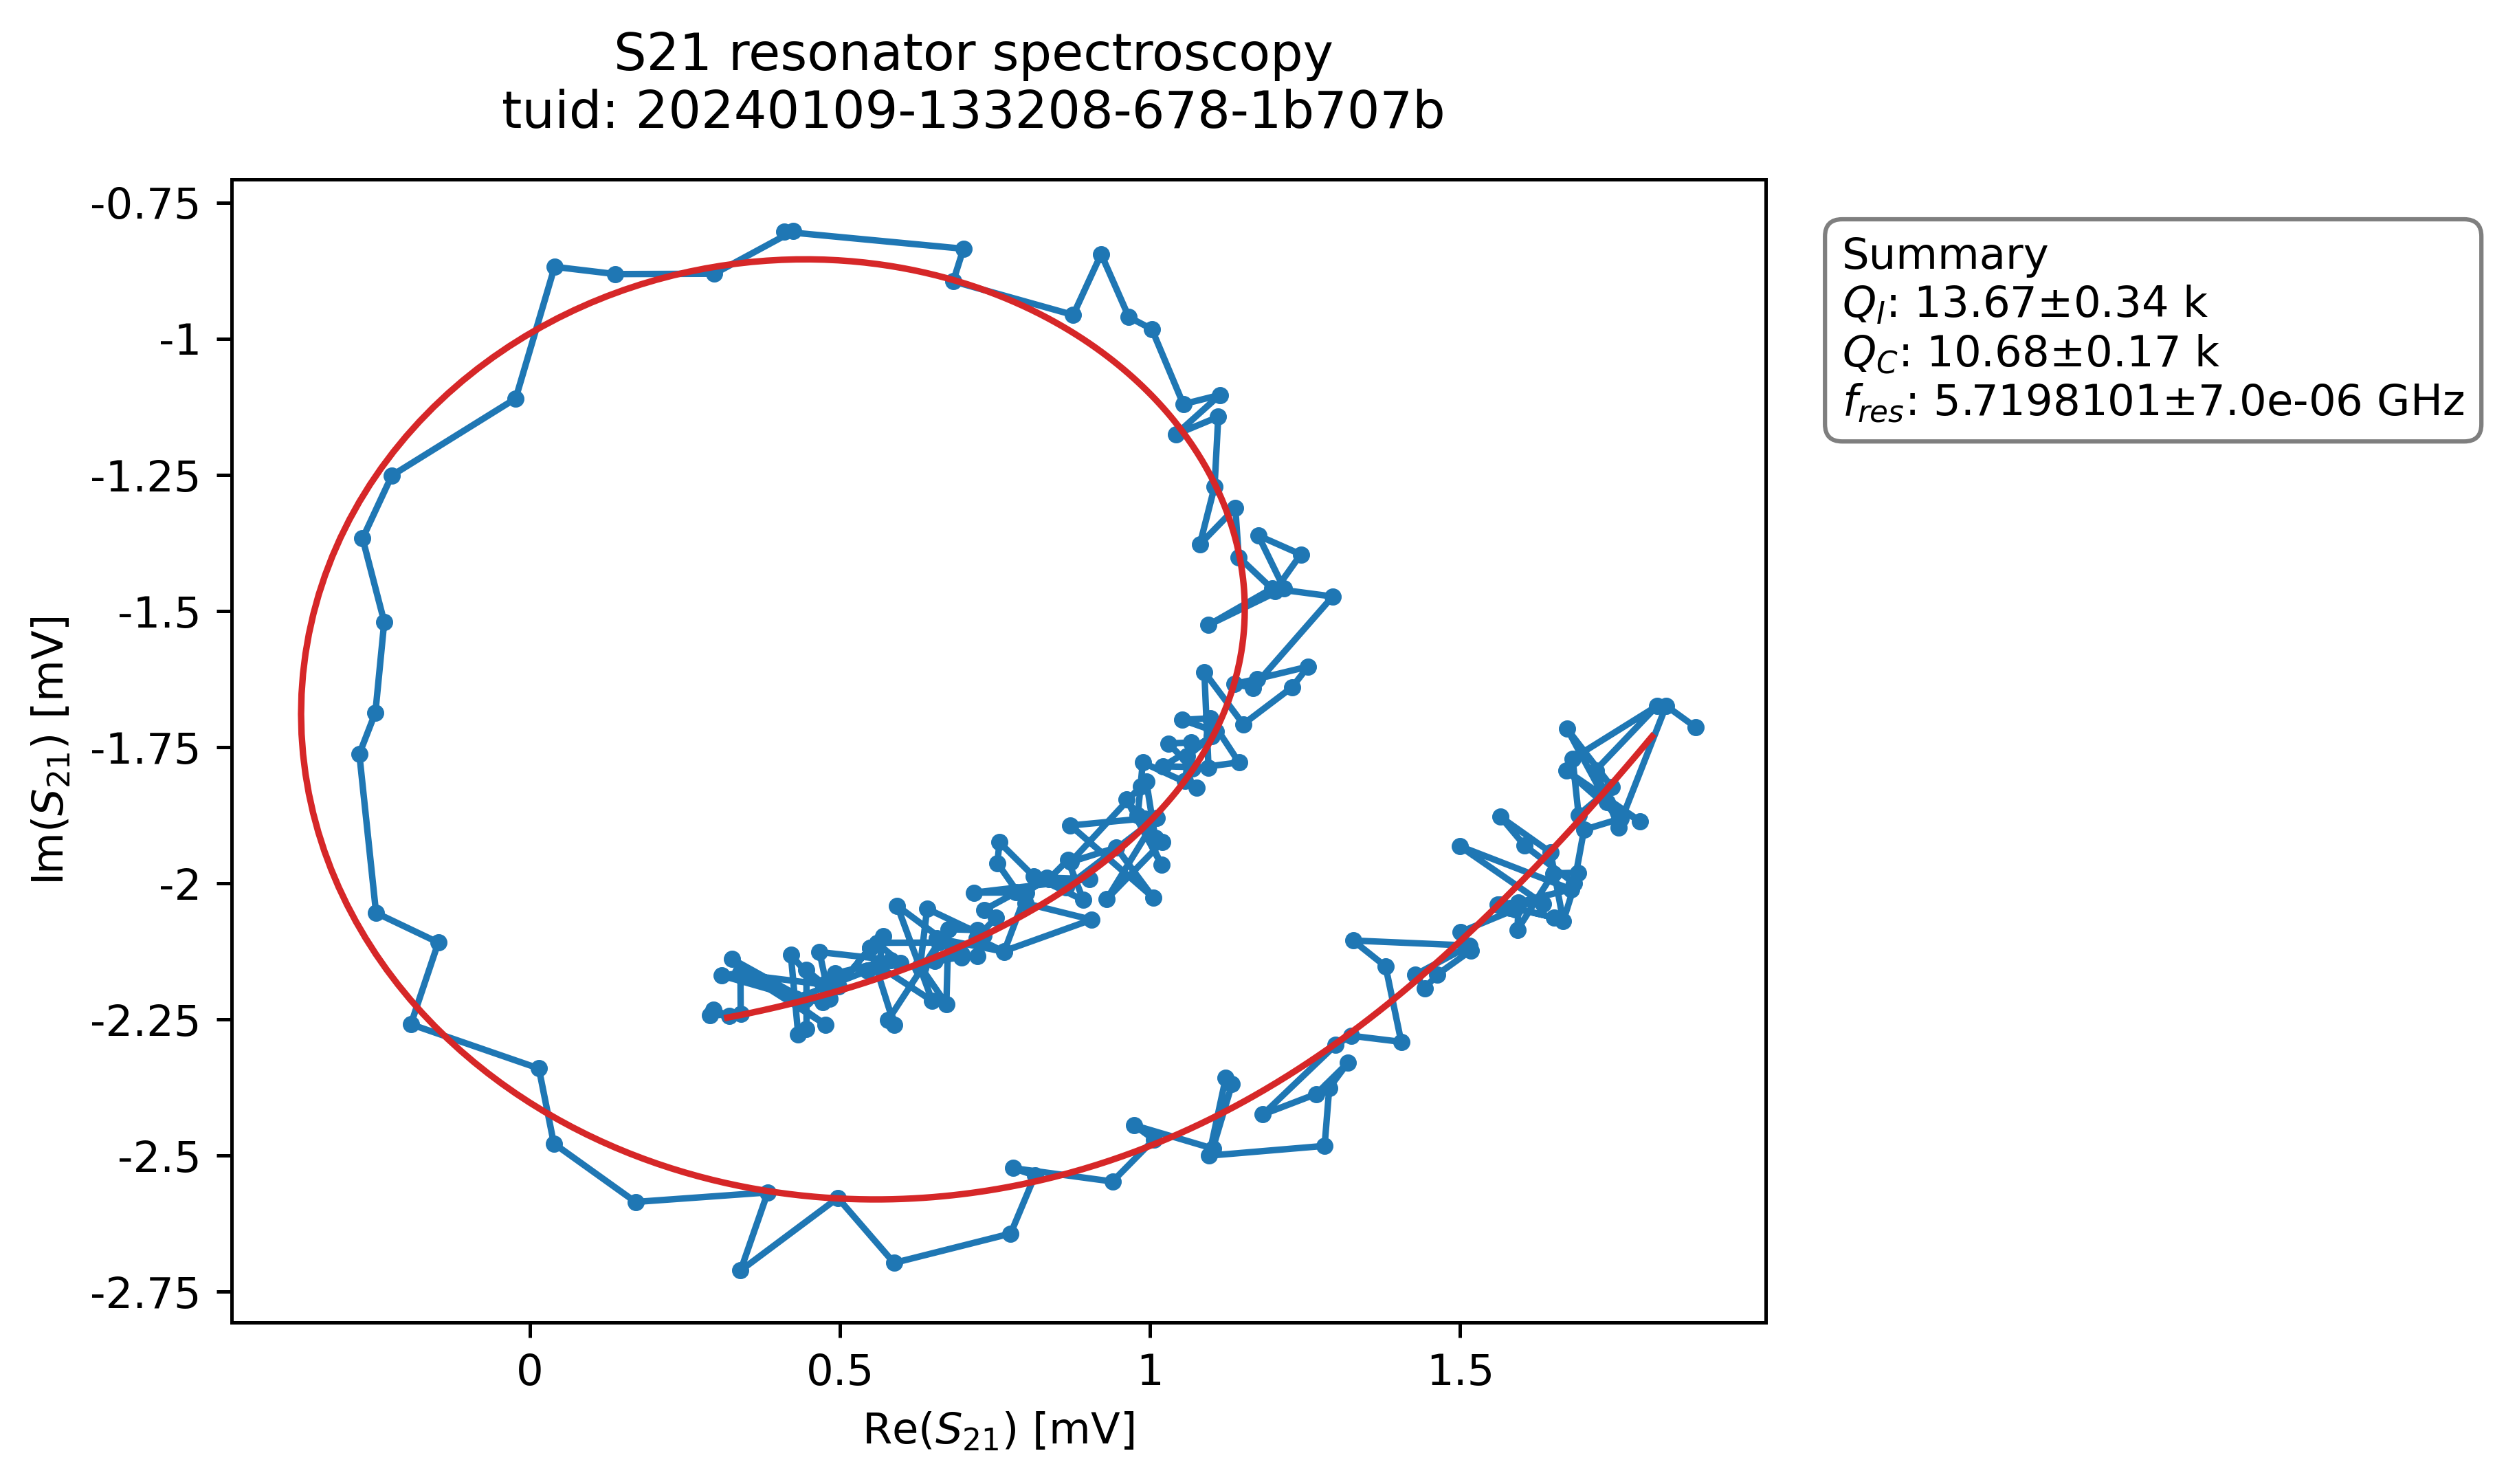 S21 resonator spectroscopy
tuid: 20240109-133208-678-1b707b
-0.75
-1
-1.25
-1.5
-1.75
-2
-2.25
-2.5
-2.75
Im(S21) [mV]
0 0.5 1 1.5
Re(S21) [mV]
Summary
QI: 13.67±0.34 k
QC: 10.68±0.17 k
fres: 5.7198101±7.0e-06 GHz